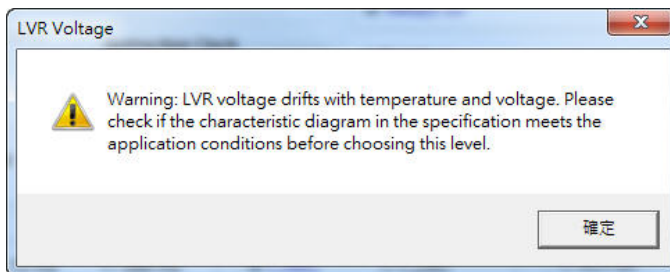 LVR Voltage
Warning: LVR voltage drifts with temperature and voltage. Please
check if the characteristic diagram in the specification meets the
application conditions before choosing this level.
確定